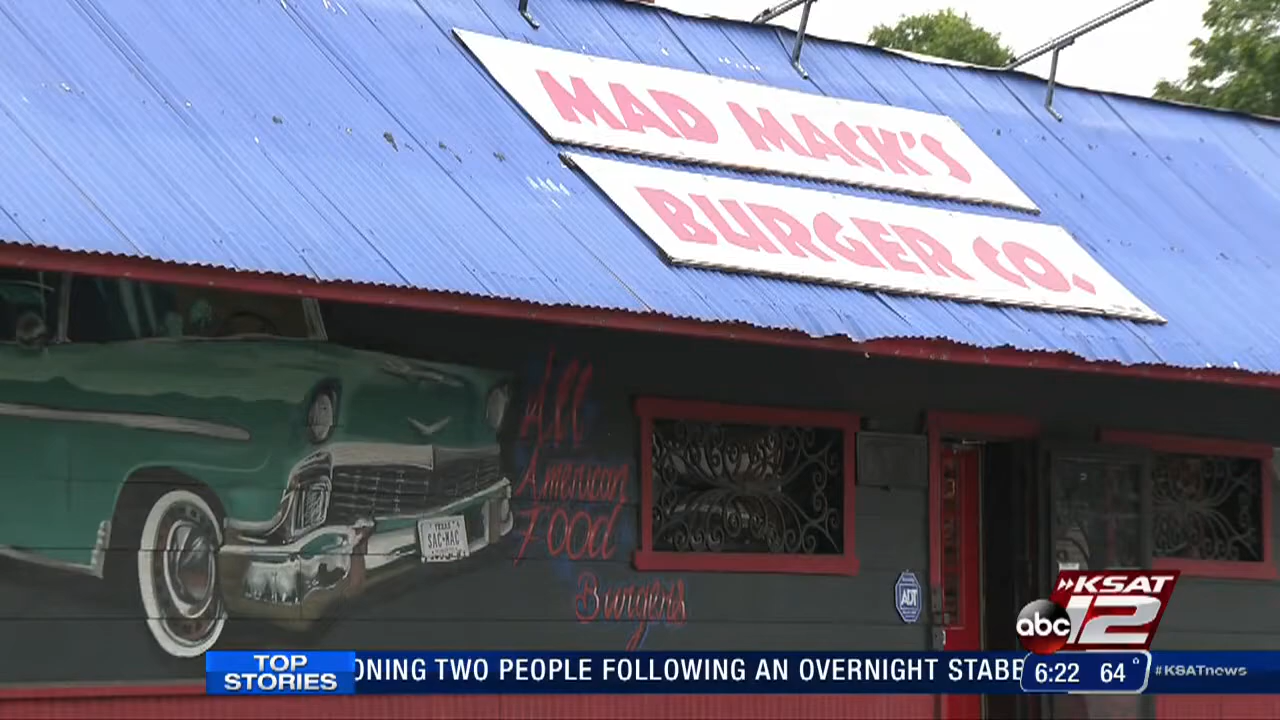 MAD MACK'S
BURGER CO.
All
American
Food
Burgers
TEXAS
SAC·MAC
ADT
KSAT
abc 12
TOP
STORIES
ONING TWO PEOPLE FOLLOWING AN OVERNIGHT STABB
6:22 64°
#KSATnews